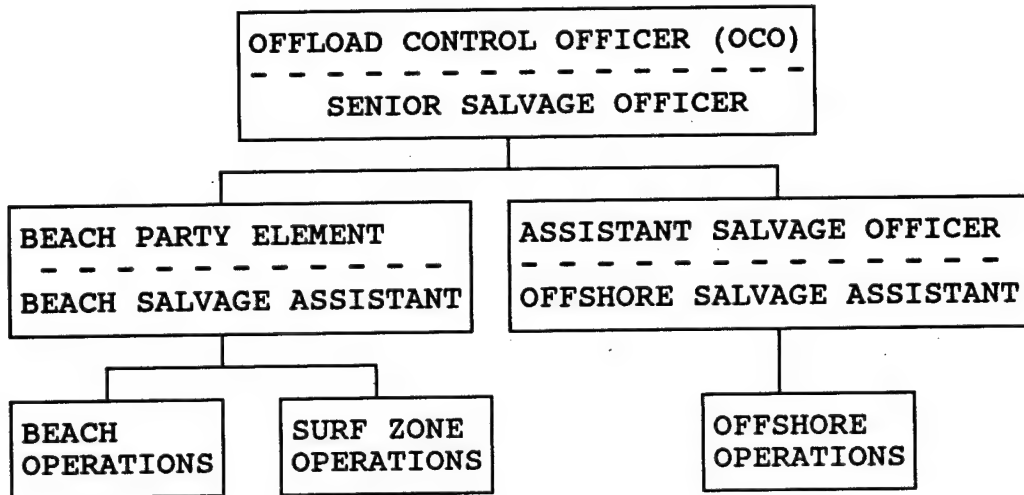 OFFLOAD CONTROL OFFICER (OCO)
SENIOR SALVAGE OFFICER
BEACH PARTY ELEMENT
BEACH SALVAGE ASSISTANT
ASSISTANT SALVAGE OFFICER
OFFSHORE SALVAGE ASSISTANT
BEACH
OPERATIONS
SURF ZONE
OPERATIONS
OFFSHORE
OPERATIONS